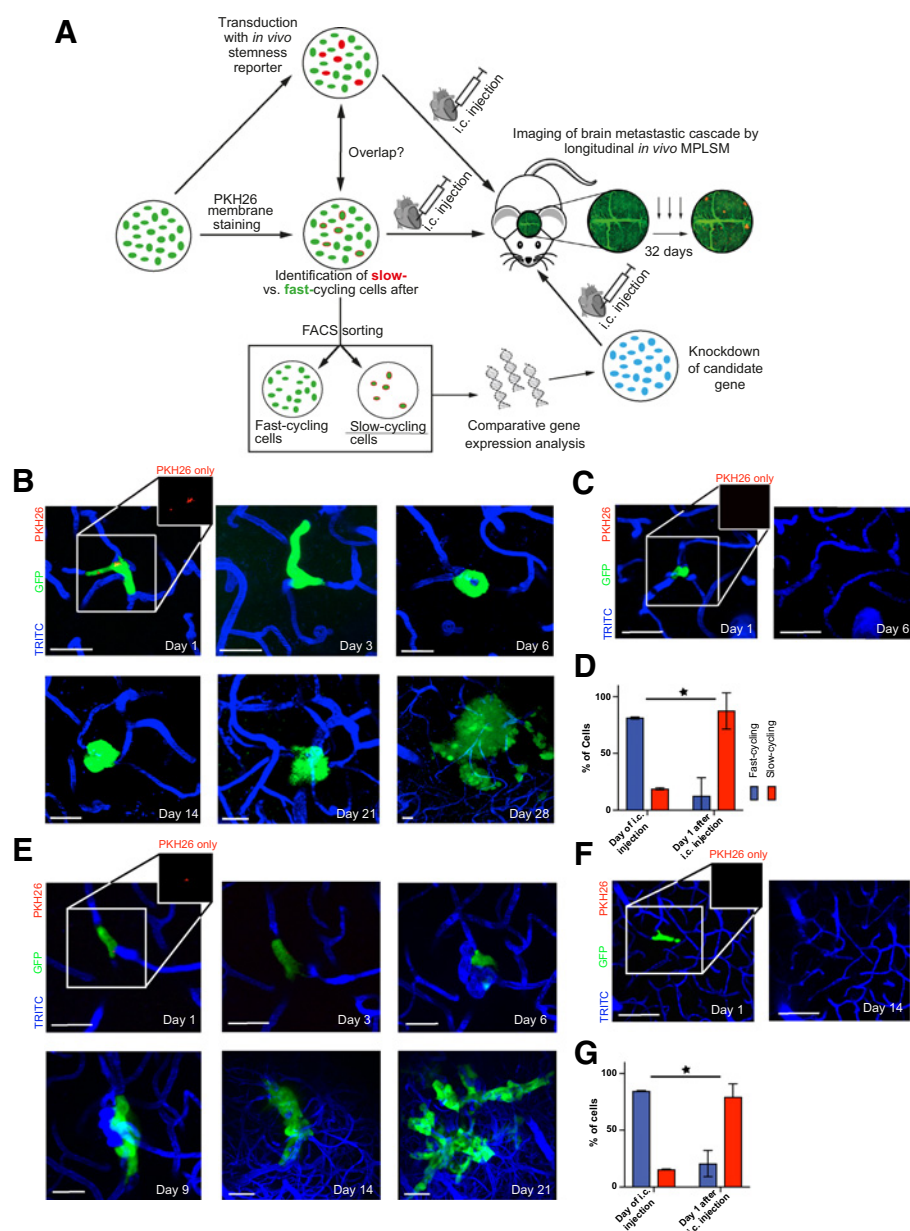 A
Transduction
with in vivo
stemness
reporter
i.c. injection
Overlap?
Imaging of brain metastastic cascade by
longitudinal in vivo MPLSM
PKH26
membrane
staining
i.c. injection
32 days
Identification of slow-
vs. fast-cycling cells after
i.c. injection
FACS sorting
Knockdown
of candidate
gene
Fast-cycling
cells
Slow-cycling
cells
Comparative gene
expression analysis
B
PKH26 only
TRITC GFP PKH26
Day 1
Day 3
Day 6
Day 14
Day 21
Day 28
C
PKH26 only
TRITC GFP PKH26
Day 1
Day 6
D
100
50
0
% of Cells
Day of i.c.
injection
Day 1 after
i.c. injection
Fast-cycling
Slow-cycling
E
PKH26 only
TRITC GFP PKH26
Day 1
Day 3
Day 6
Day 9
Day 14
Day 21
F
PKH26 only
TRITC GFP PKH26
Day 1
Day 14
G
100
50
0
% of cells
Day of i.c.
injection
Day 1 after
i.c. injection